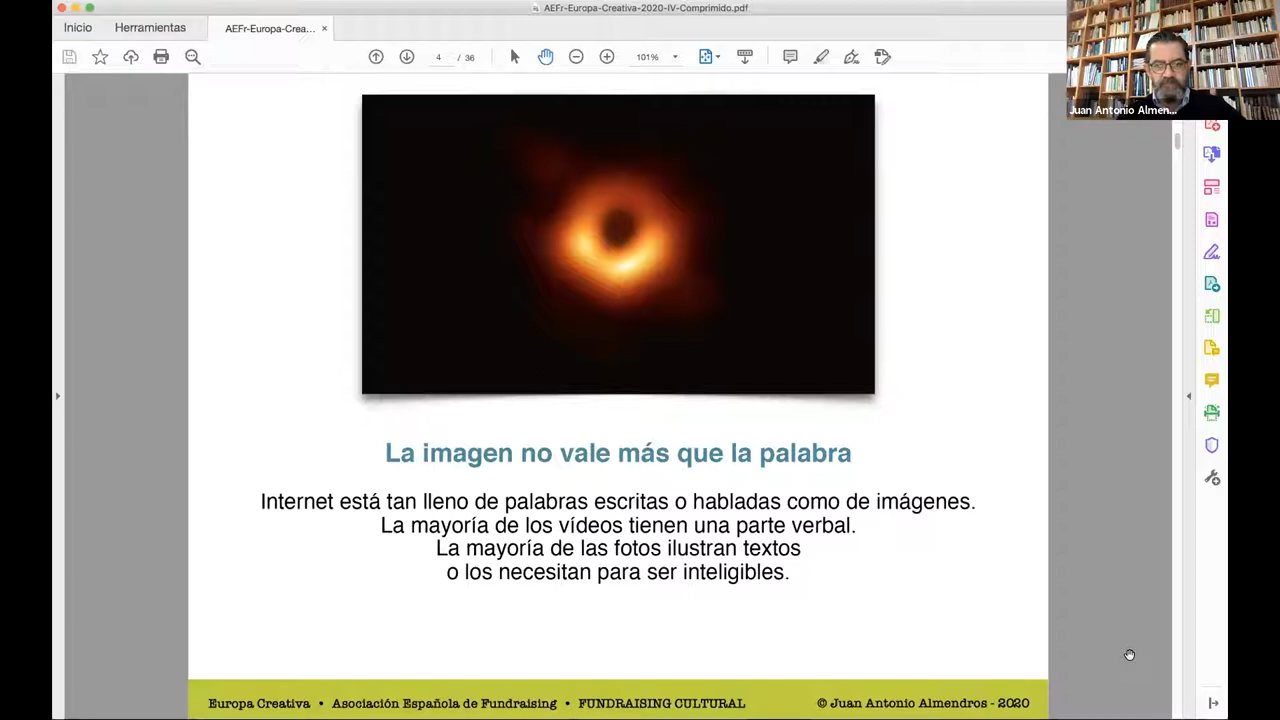 AEFr-Europa-Creativa-2020-IV-Comprimido.pdf
Inicio
Herramientas
AEFr-Europa-Crea...
4 / 36
101%
Juan Antonio Almen...
La imagen no vale más que la palabra
Internet está tan lleno de palabras escritas o habladas como de imágenes.
La mayoría de los vídeos tienen una parte verbal.
La mayoría de las fotos ilustran textos
o los necesitan para ser inteligibles.
Europa Creativa • Asociación Española de Fundraising • FUNDRAISING CULTURAL
© Juan Antonio Almendros - 2020